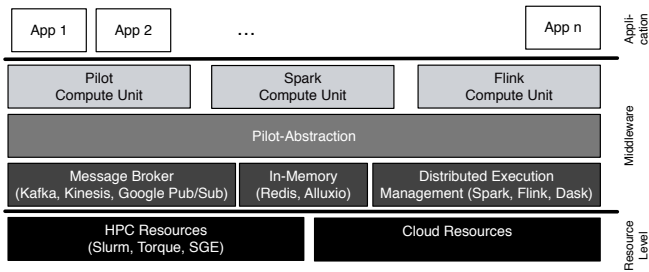 App 1
App 2
...
App n
Appli-
cation
Pilot
Compute Unit
Spark
Compute Unit
Flink
Compute Unit
Pilot-Abstraction
Middleware
Message Broker
(Kafka, Kinesis, Google Pub/Sub)
In-Memory
(Redis, Alluxio)
Distributed Execution
Management (Spark, Flink, Dask)
HPC Resources
(Slurm, Torque, SGE)
Cloud Resources
Resource
Level